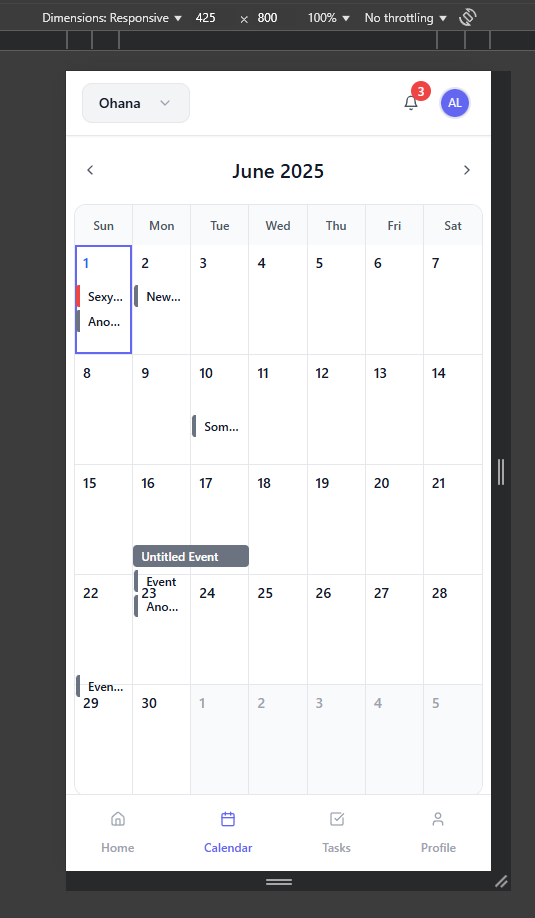 Dimensions: Responsive ▼ 425 × 800 100% ▼ No throttling ▼
Ohana 3 AL
June 2025
Sun Mon Tue Wed Thu Fri Sat
1 2 3 4 5 6 7
Sexy... New...
Ano...
8 9 10 11 12 13 14
Som...
15 16 17 18 19 20 21
Untitled Event
Event
22 23 24 25 26 27 28
Ano...
Even...
29 30 1 2 3 4 5
Home Calendar Tasks Profile